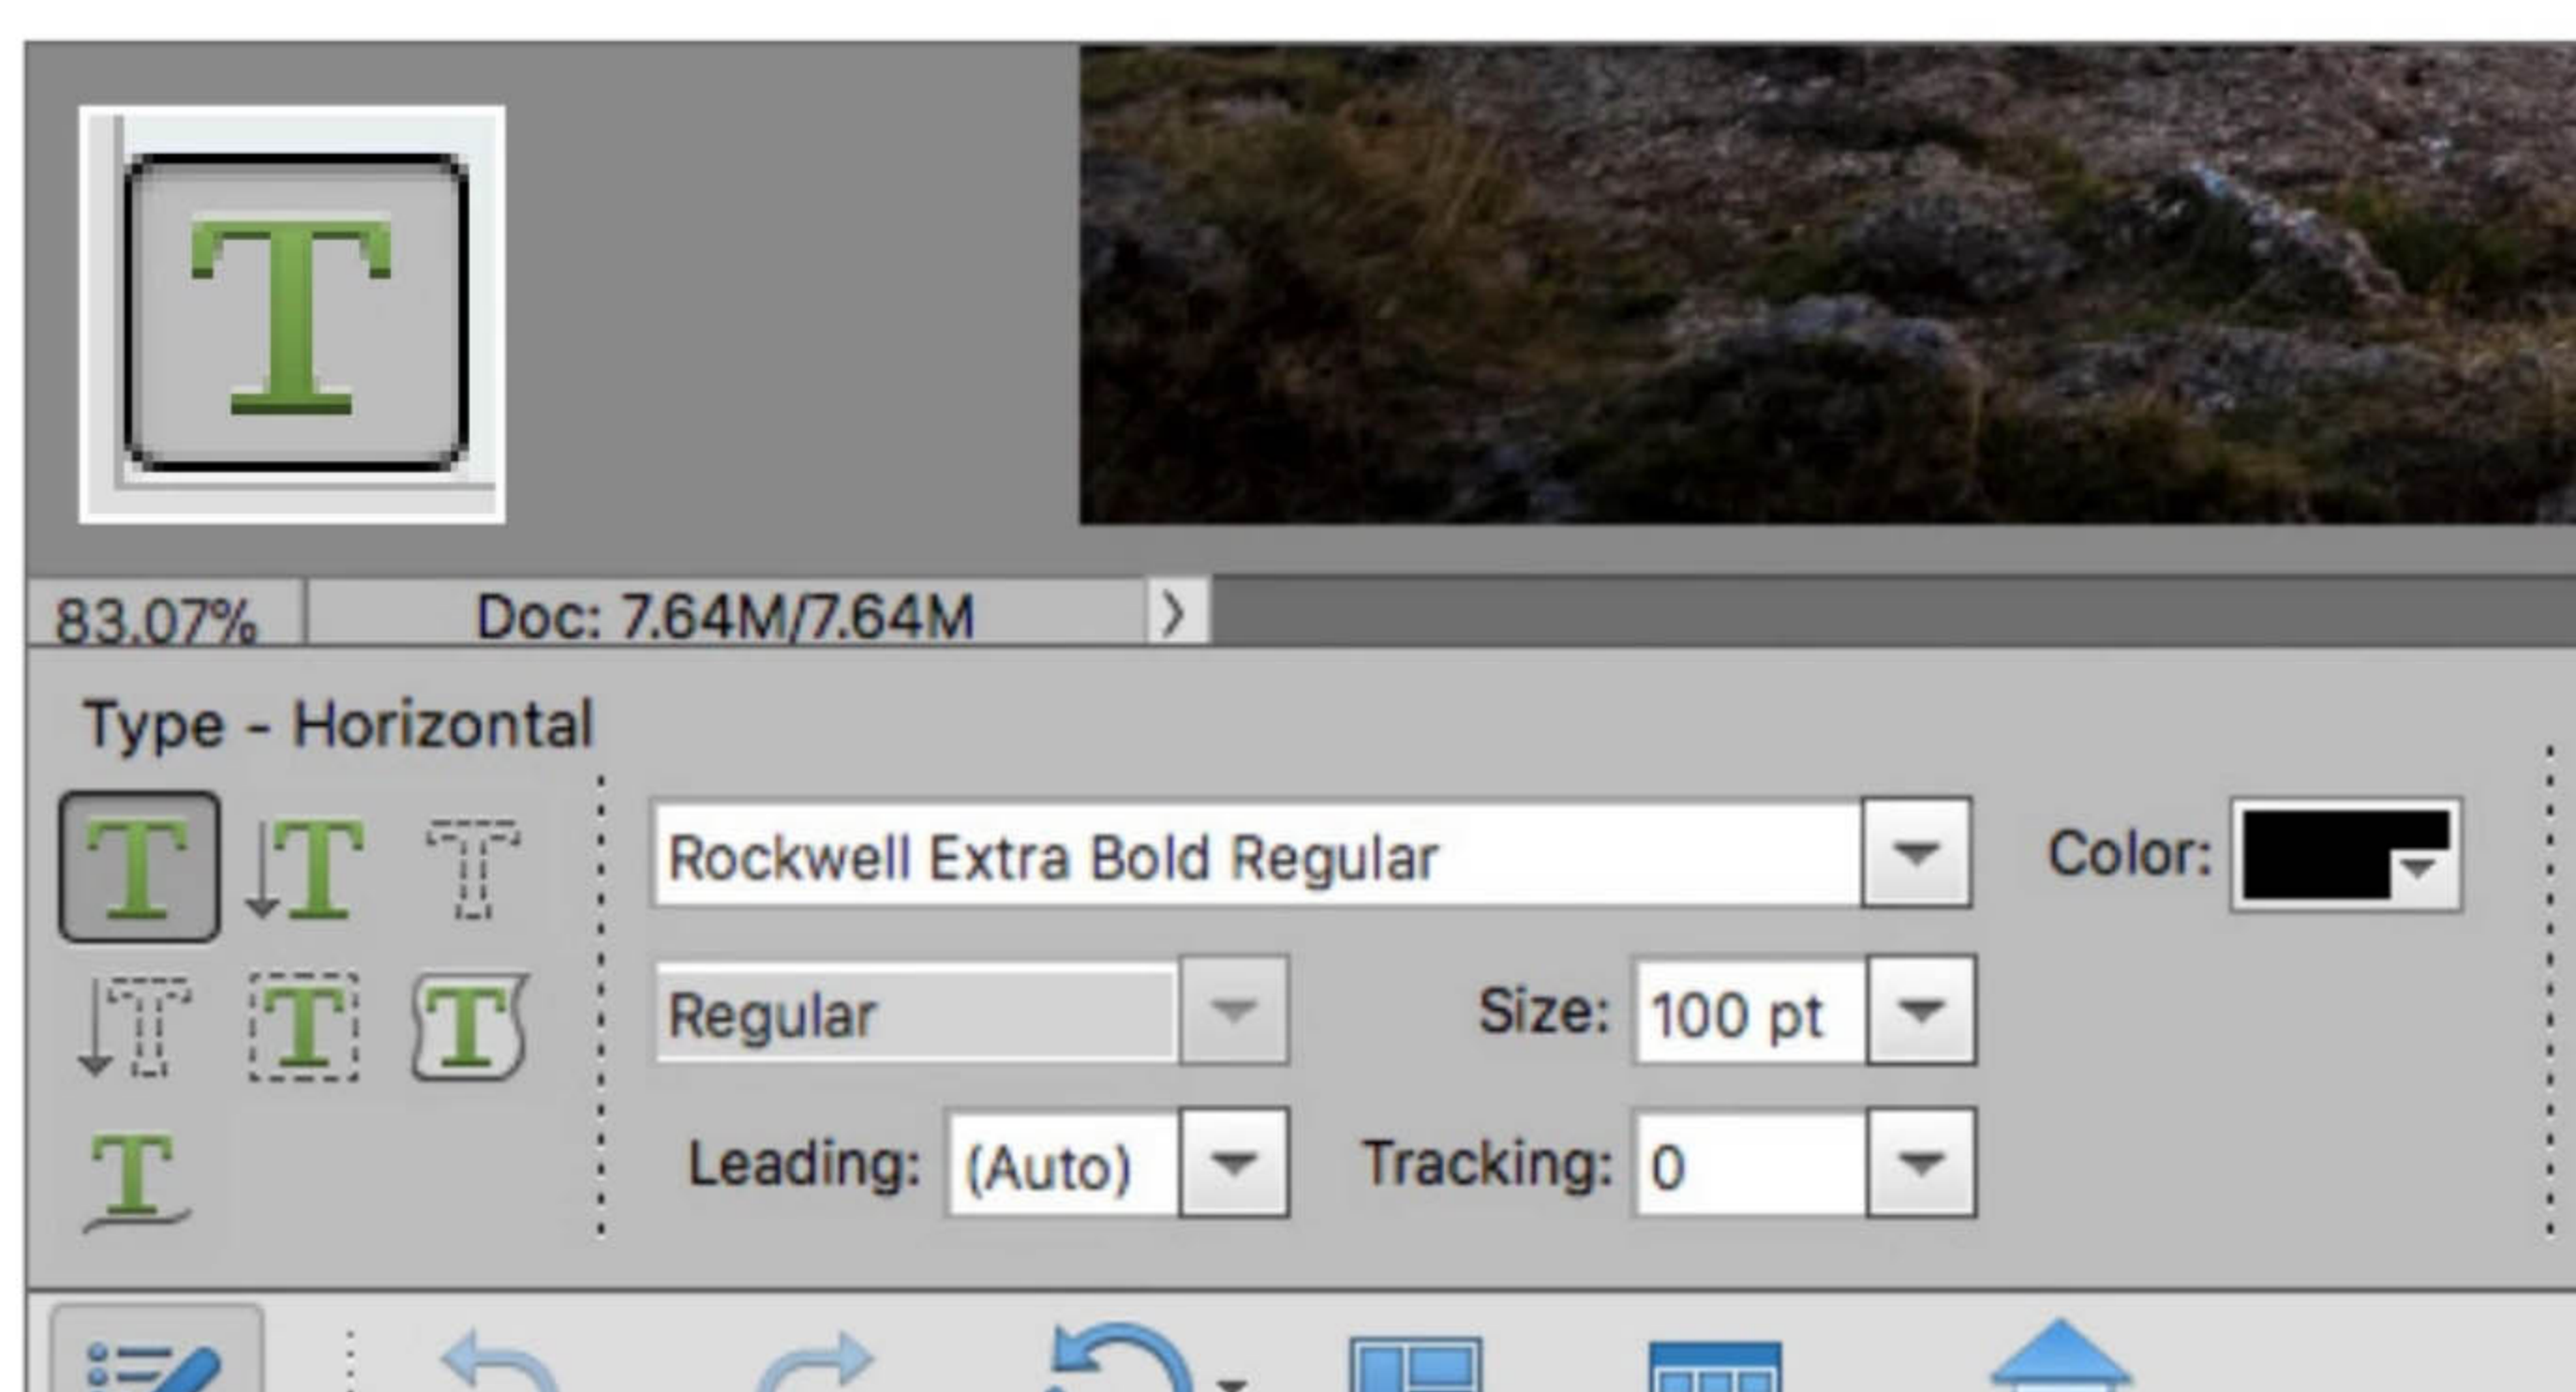 83.07% Doc: 7.64M/7.64M
Type - Horizontal
Rockwell Extra Bold Regular Color:
Regular Size: 100 pt
Leading: (Auto) Tracking: 0